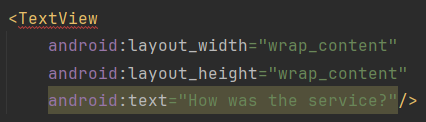 <TextView
android:layout_width="wrap_content"
android:layout_height="wrap_content"
android:text="How was the service?"/>